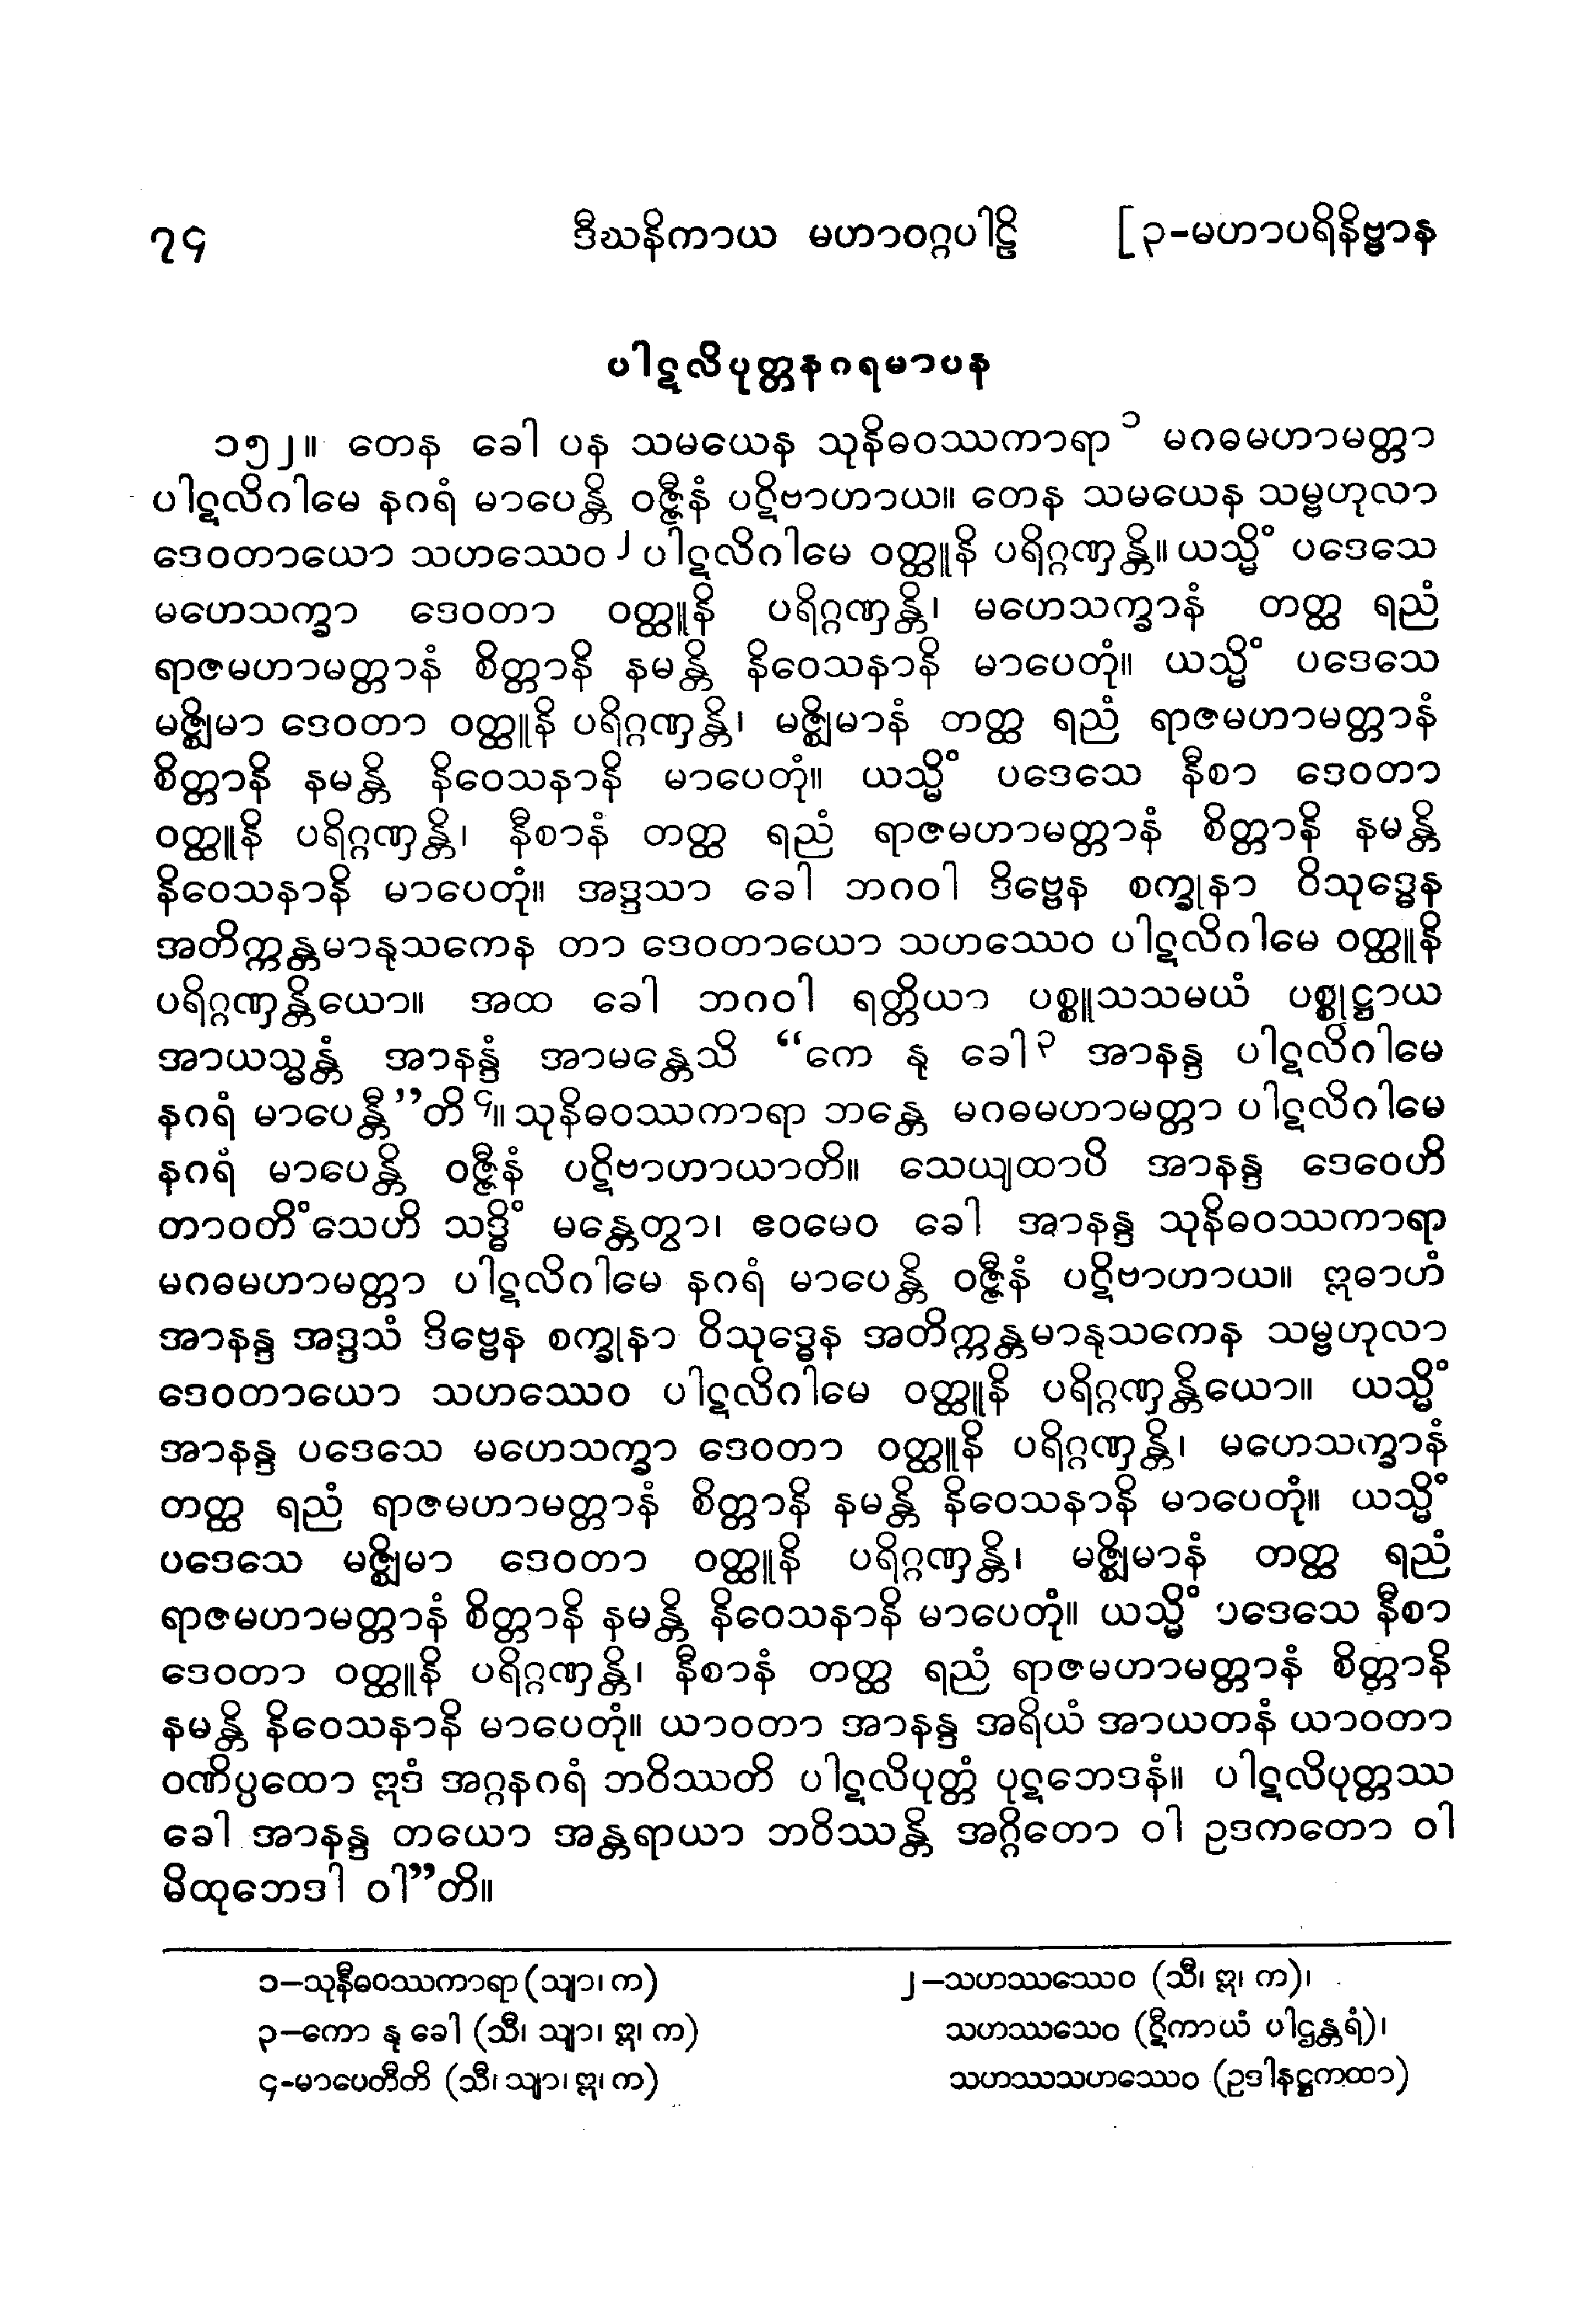 ၇၄ ဒီဃနိကာယ မဟာဝဂ္ဂပါဠိ [၃-မဟာပရိနိဗ္ဗာန
ပါဋလိပုတ္တနဂရမာပန
၁၅၂။ တေန ခေါ ပန သမယေန သုနိဓဝဿကာရာ ၁ မဂဓမဟာမတ္တာ
ပါဋလိဂါမေ နဂရံ မာပေန္တိ ဝဇ္ဇီနံ ပဋိဗာဟာယ။ တေန သမယေန သမ္ဗဟုလာ
ဒေဝတာယော သဟဿေဝ ၂ ပါဋလိဂါမေ ဝတ္ထူနိ ပရိဂ္ဂဏှန္တိ။ ယသ္မိံ ပဒေသေ
မဟေသက္ခာ ဒေဝတာ ဝတ္ထူနိ ပရိဂ္ဂဏှန္တိ၊ မဟေသက္ခာနံ တတ္ထ ရညံ
ရာဇမဟာမတ္တာနံ စိတ္တာနိ နမန္တိ နိဝေသနာနိ မာပေတုံ။ ယသ္မိံ ပဒေသေ
မဇ္ဈိမာ ဒေဝတာ ဝတ္ထူနိ ပရိဂ္ဂဏှန္တိ၊ မဇ္ဈိမာနံ တတ္ထ ရညံ ရာဇမဟာမတ္တာနံ
စိတ္တာနိ နမန္တိ နိဝေသနာနိ မာပေတုံ။ ယသ္မိံ ပဒေသေ နီစာ ဒေဝတာ
ဝတ္ထူနိ ပရိဂ္ဂဏှန္တိ၊ နီစာနံ တတ္ထ ရညံ ရာဇမဟာမတ္တာနံ စိတ္တာနိ နမန္တိ
နိဝေသနာနိ မာပေတုံ။ အဒ္ဒသာ ခေါ ဘဂဝါ ဒိဗ္ဗေန စက္ခုနာ ဝိသုဒ္ဓေန
အတိက္ကန္တမာနုသကေန တာ ဒေဝတာယော သဟဿေဝ ပါဋလိဂါမေ ဝတ္ထူနိ
ပရိဂ္ဂဏှန္တိယော။ အထ ခေါ ဘဂဝါ ရတ္တိယာ ပစ္စူသသမယံ ပစ္စုဋ္ဌာယ
အာယသ္မန္တံ အာနန္ဒံ အာမန္တေသိ “ကေ နု ခေါ ၃ အာနန္ဒ ပါဋလိဂါမေ
နဂရံ မာပေန္တီ”တိ ၄။ သုနိဓဝဿကာရာ ဘန္တေ မဂဓမဟာမတ္တာ ပါဋလိဂါမေ
နဂရံ မာပေန္တိ ဝဇ္ဇီနံ ပဋိဗာဟာယာတိ။ သေယျထာပိ အာနန္ဒ ဒေဝေဟိ
တာဝတိံသေဟိ သဒ္ဓိံ မန္တေတွာ၊ ဧဝမေဝ ခေါ အာနန္ဒ သုနိဓဝဿကာရာ
မဂဓမဟာမတ္တာ ပါဋလိဂါမေ နဂရံ မာပေန္တိ ဝဇ္ဇီနံ ပဋိဗာဟာယ။ ဣဓာဟံ
အာနန္ဒ အဒ္ဒသံ ဒိဗ္ဗေန စက္ခုနာ ဝိသုဒ္ဓေန အတိက္ကန္တမာနုသကေန သမ္ဗဟုလာ
ဒေဝတာယော သဟဿေဝ ပါဋလိဂါမေ ဝတ္ထူနိ ပရိဂ္ဂဏှန္တိယော။ ယသ္မိံ
အာနန္ဒ ပဒေသေ မဟေသက္ခာ ဒေဝတာ ဝတ္ထူနိ ပရိဂ္ဂဏှန္တိ၊ မဟေသက္ခာနံ
တတ္ထ ရညံ ရာဇမဟာမတ္တာနံ စိတ္တာနိ နမန္တိ နိဝေသနာနိ မာပေတုံ။ ယသ္မိံ
ပဒေသေ မဇ္ဈိမာ ဒေဝတာ ဝတ္ထူနိ ပရိဂ္ဂဏှန္တိ၊ မဇ္ဈိမာနံ တတ္ထ ရညံ
ရာဇမဟာမတ္တာနံ စိတ္တာနိ နမန္တိ နိဝေသနာနိ မာပေတုံ။ ယသ္မိံ ပဒေသေ နီစာ
ဒေဝတာ ဝတ္ထူနိ ပရိဂ္ဂဏှန္တိ၊ နီစာနံ တတ္ထ ရညံ ရာဇမဟာမတ္တာနံ စိတ္တာနိ
နမန္တိ နိဝေသနာနိ မာပေတုံ။ ယာဝတာ အာနန္ဒ အရိယံ အာယတနံ ယာဝတာ
ဝဏိပ္ပထော ဣဒံ အဂ္ဂနဂရံ ဘဝိဿတိ ပါဋလိပုတ္တံ ပုဋဘေဒနံ။ ပါဋလိပုတ္တဿ
ခေါ အာနန္ဒ တယော အန္တရာယာ ဘဝိဿန္တိ အဂ္ဂိတော ဝါ ဥဒကတော ဝါ
မိထုဘေဒါ ဝါ”တိ။
၁–သုနီဓဝဿကာရာ (သျာ၊ က) ၂–သဟဿသေဝ (သီ၊ ဣ၊ က)၊
၃–ကော နု ခေါ (သီ၊ သျာ၊ ဣ၊ က) သဟဿသေဝ (ဋီကာယံ ပါဌန္တရံ)၊
၄-မာပေတီတိ (သီ၊ သျာ၊ ဣ၊ က) သဟဿသဟဿေဝ (ဥဒါနဋ္ဌကထာ)